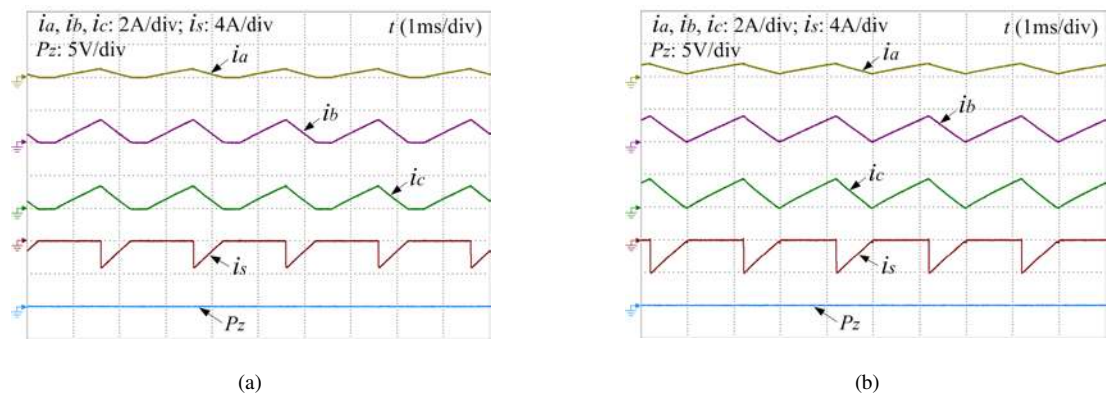 ia, ib, ic: 2A/div; is: 4A/div t (1ms/div)
Pz: 5V/div
ia
ib
ic
is
Pz
(a)
ia, ib, ic: 2A/div; is: 4A/div t (1ms/div)
Pz: 5V/div
ia
ib
ic
is
Pz
(b)